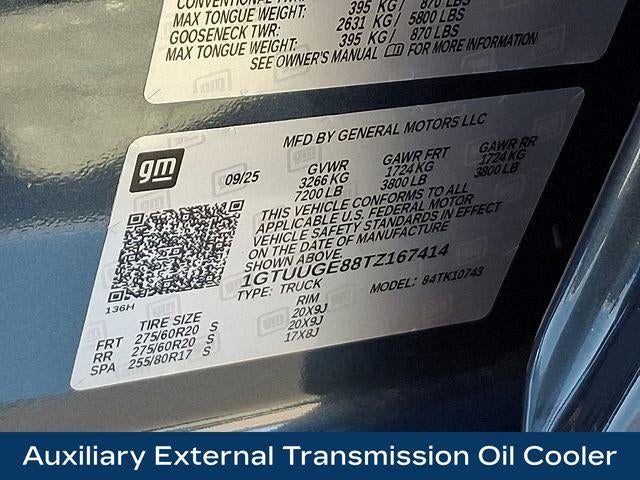 CONVENTIONAL TWR: 395 KG / 870 LBS
MAX TONGUE WEIGHT: 2631 KG / 5800 LBS
GOOSENECK TWR: 395 KG / 870 LBS
MAX TONGUE WEIGHT:
SEE OWNER'S MANUAL FOR MORE INFORMATION
MFD BY GENERAL MOTORS LLC
gm
09/25
GVWR GAWR FRT GAWR RR
3266 KG 1724 KG 1724 KG
7200 LB 3800 LB 3800 LB
THIS VEHICLE CONFORMS TO ALL
APPLICABLE U.S. FEDERAL MOTOR
VEHICLE SAFETY STANDARDS IN EFFECT
ON THE DATE OF MANUFACTURE
1GTUUGE88TZ167414
TYPE: TRUCK MODEL: 84TK10743
136H
TIRE SIZE RIM
FRT 275/60R20 S 20X9J
RR 275/60R20 S 20X9J
SPA 255/80R17 S 17X8J
Auxiliary External Transmission Oil Cooler